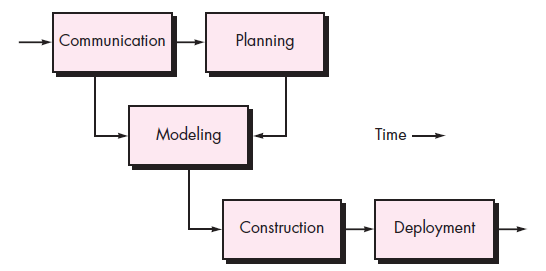 Communication
Planning
Modeling
Time
Construction
Deployment